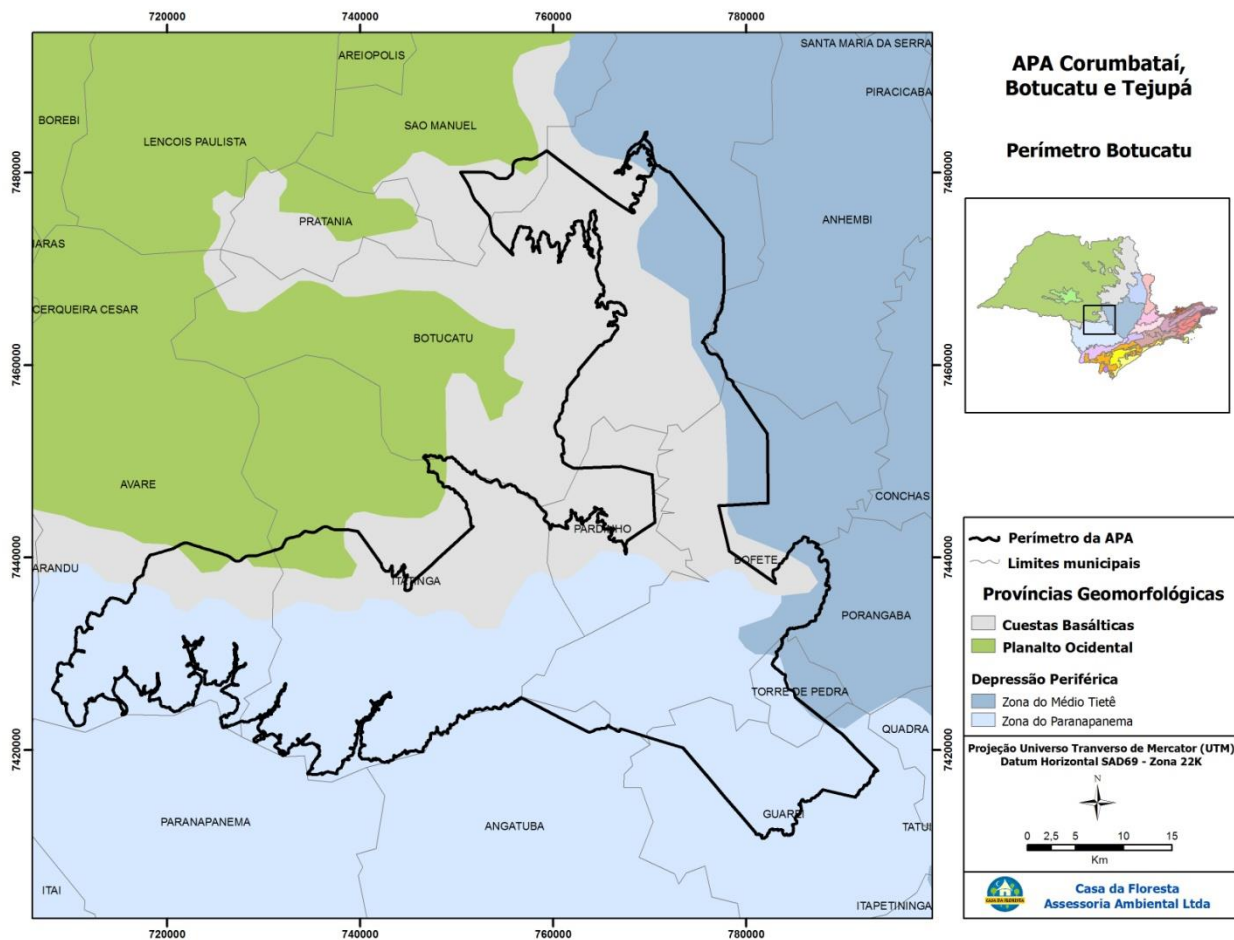 720000
740000
760000
780000
7480000
7460000
7440000
7420000
AREIOPOLIS
SANTA MARIA DA SERRA
PIRACICABA
BOREBI
SAO MANUEL
LENCOIS PAULISTA
PRATANIA
ANHEMBI
IARAS
CERQUEIRA CESAR
BOTUCATU
AVARE
CONCHAS
PARDINHO
ARANDU
BOFETE
ITATINGA
PORANGABA
TORRE DE PEDRA
QUADRA
PARANAPANEMA
ANGATUBA
GUAREI
TATUI
ITAI
ITAPETININGA
7480000
7460000
7440000
7420000
720000
740000
760000
780000
APA Corumbataí,
Botucatu e Tejupá
Perímetro Botucatu
Perímetro da APA
Limites municipais
Províncias Geomorfológicas
Cuestas Basálticas
Planalto Ocidental
Depressão Periférica
Zona do Médio Tietê
Zona do Paranapanema
Projeção Universo Tranverso de Mercator (UTM)
Datum Horizontal SAD69 - Zona 22K
N
0 2,5 5 10 15
Km
CASA DA FLORESTA
Casa da Floresta
Assessoria Ambiental Ltda